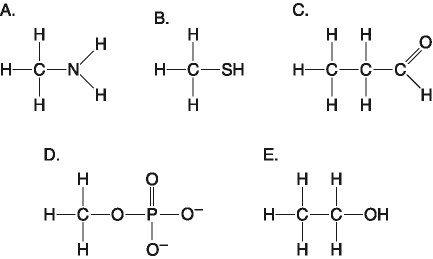 A. B. C.
H H H H H O
H C N H C SH H C C C
H H H H H H
D. E.
H O H H
H C O P O− H C C OH
H O− H H